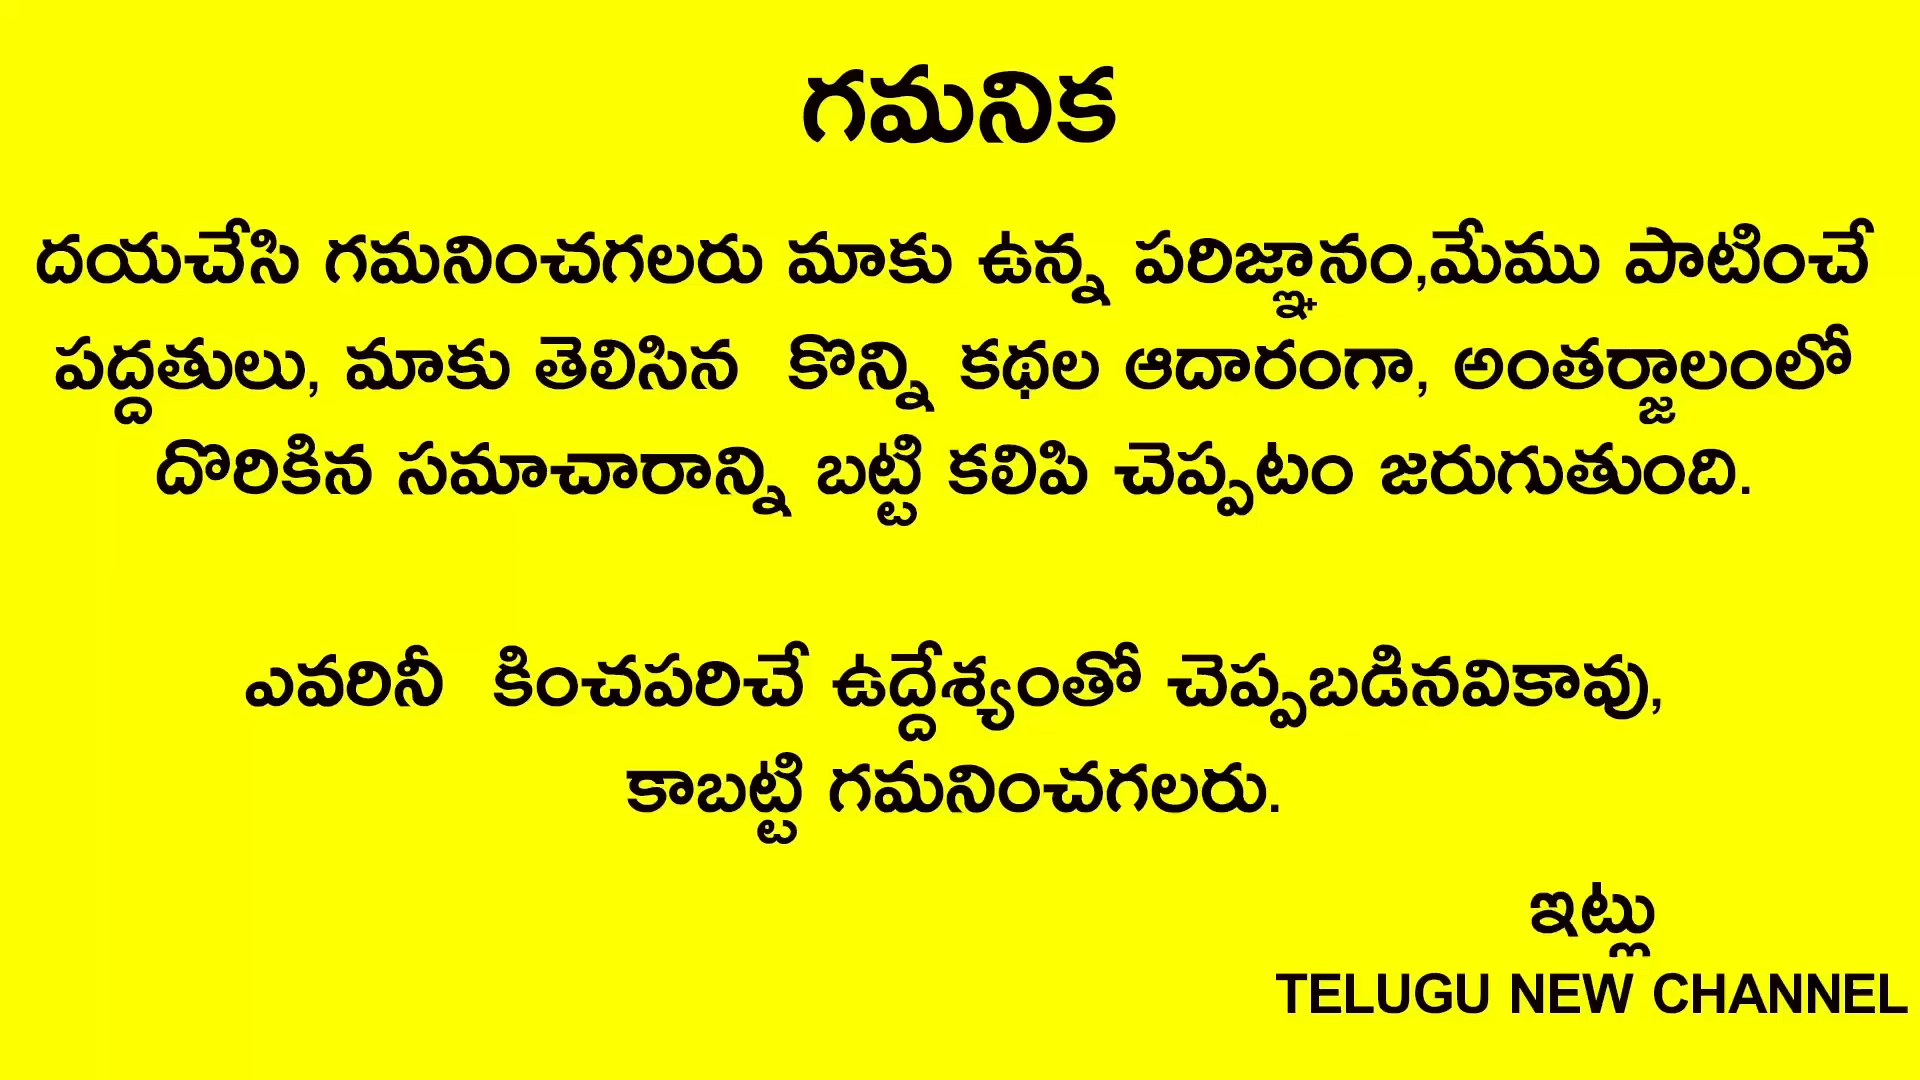 గమనిక
దయచేసి గమనించగలరు మాకు ఉన్న పరిజ్ఞానం,మేము పాటించే
పద్దతులు, మాకు తెలిసిన కొన్ని కథల ఆదారంగా, అంతర్జాలంలో
దొరికిన సమాచారాన్ని బట్టి కలిపి చెప్పటం జరుగుతుంది.
ఎవరినీ కించపరిచే ఉద్దేశ్యంతో చెప్పబడినవికావు,
కాబట్టి గమనించగలరు.
ఇట్లు
TELUGU NEW CHANNEL